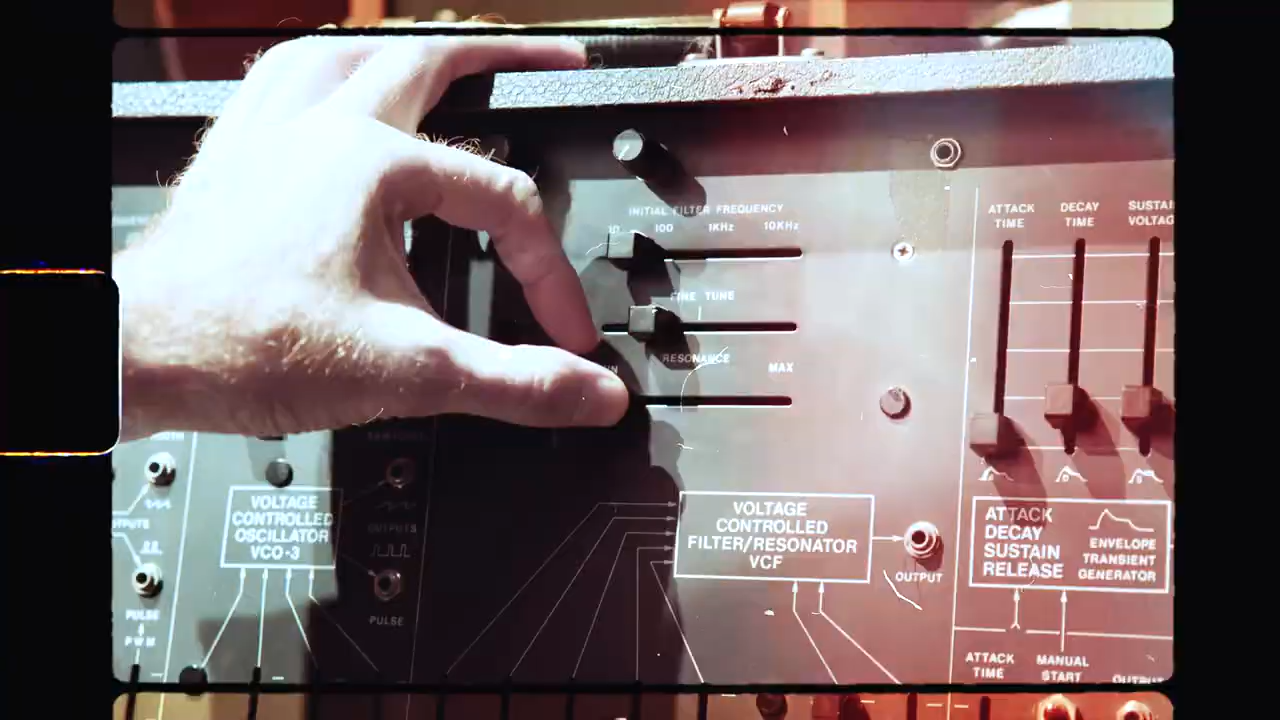 INITIAL FILTER FREQUENCY
10 100 1KHz 10KHz
FINE TUNE
RESONANCE
MAX
ATTACK
TIME
DECAY
TIME
VOLTAGE
CONTROLLED
OSCILLATOR
VCO-3
OUTPUTS
PULSE
PULSE
PWM
VOLTAGE
CONTROLLED
FILTER/RESONATOR
VCF
OUTPUT
ATTACK
DECAY
SUSTAIN
RELEASE
ENVELOPE
TRANSIENT
GENERATOR
ATTACK
TIME
MANUAL
START